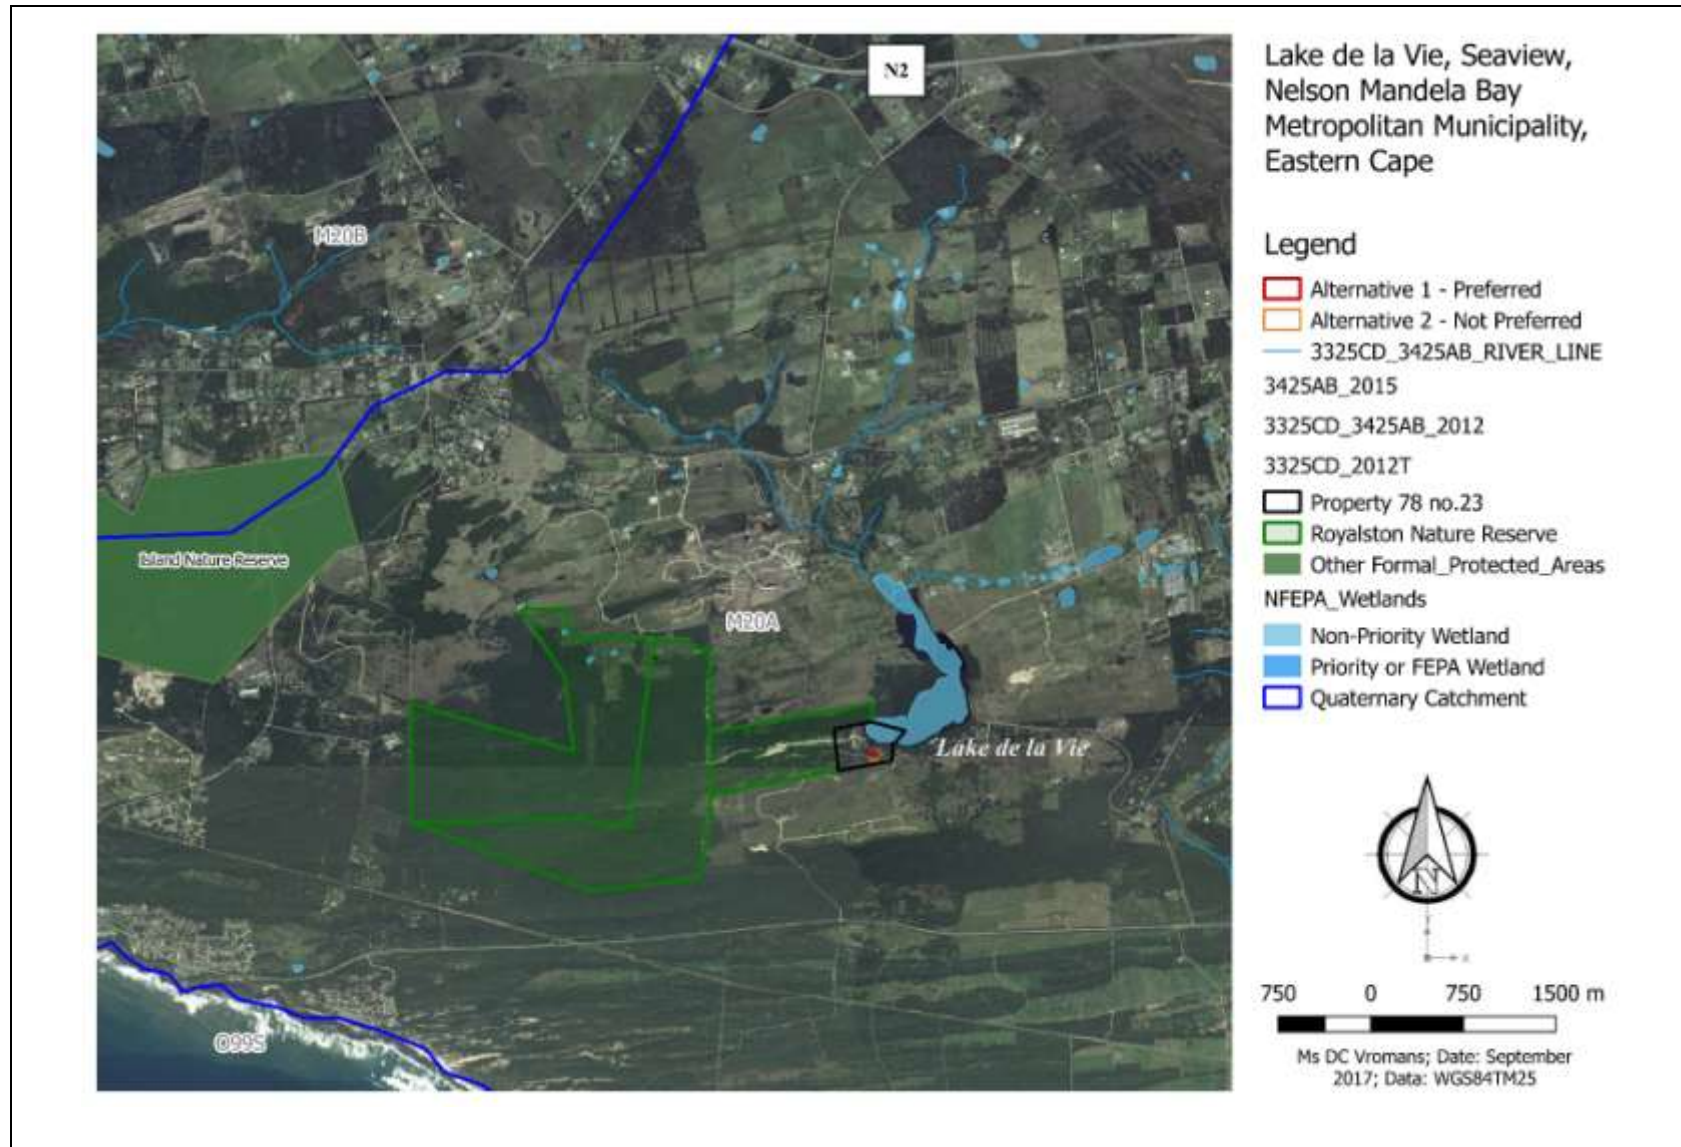 N2
M20B
Island Nature Reserve
M20A
Lake de la Vie
Lake de la Vie, Seaview,
Nelson Mandela Bay
Metropolitan Municipality,
Eastern Cape
Legend
Alternative 1 - Preferred
Alternative 2 - Not Preferred
3325CD_3425AB_RIVER_LINE
3425AB_2015
3325CD_3425AB_2012
3325CD_2012T
Property 78 no.23
Royalston Nature Reserve
Other Formal_Protected_Areas
NFEPA_Wetlands
Non-Priority Wetland
Priority or FEPA Wetland
Quaternary Catchment
N
750 0 750 1500 m
Ms DC Vromans; Date: September
2017; Data: WGS84TM25